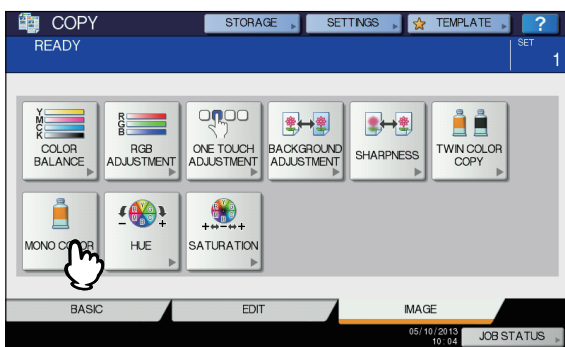 COPY
STORAGE
SETTINGS
TEMPLATE
?
READY
SET
1
Y
M
C
K
COLOR
BALANCE
R
G
B
RGB
ADJUSTMENT
ONE TOUCH
ADJUSTMENT
BACKGROUND
ADJUSTMENT
SHARPNESS
TWIN COLOR
COPY
MONO COLOR
HUE
SATURATION
BASIC
EDIT
IMAGE
05/10/2013
10:04
JOB STATUS